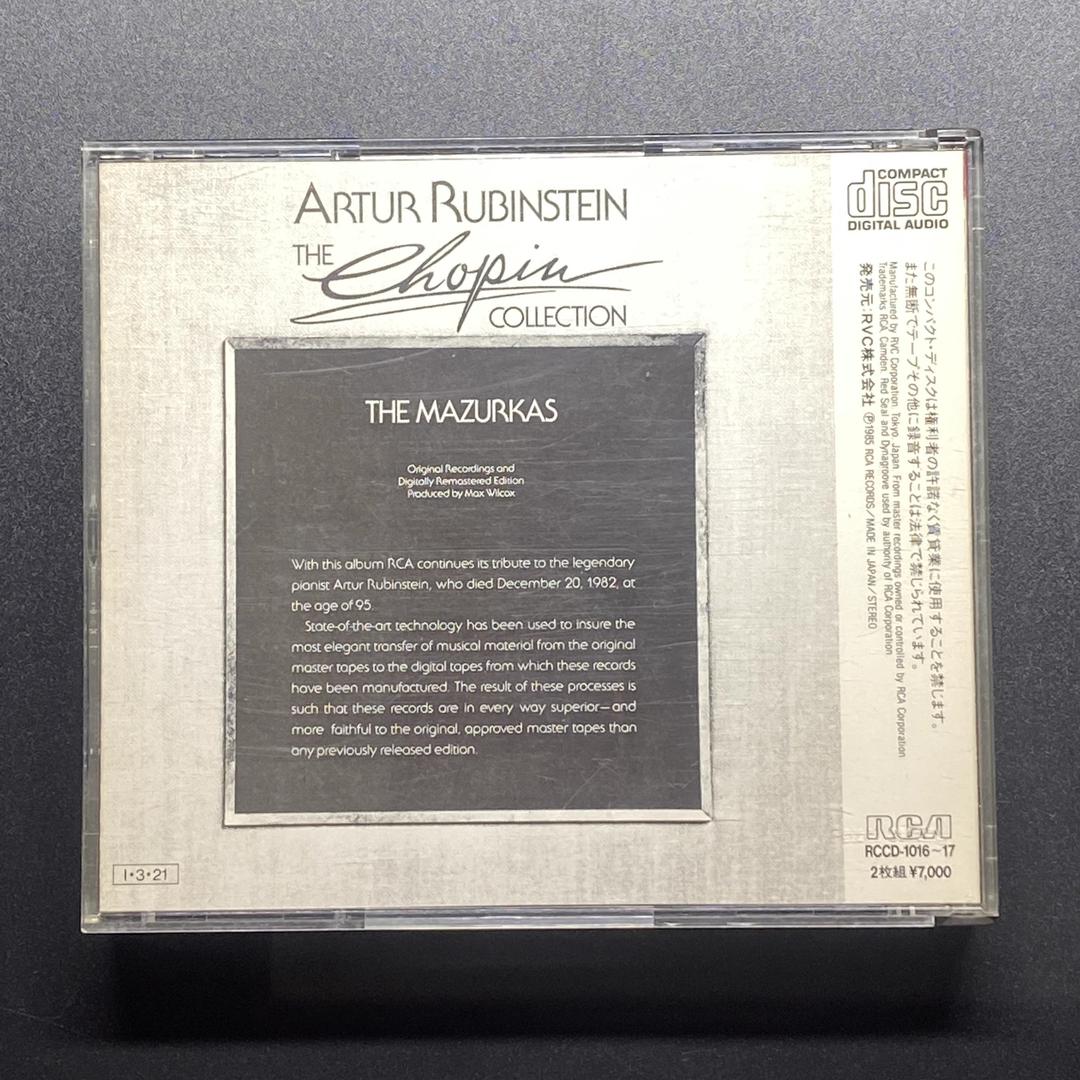 ARTUR RUBINSTEIN
THE Chopin
COLLECTION
THE MAZURKAS
Original Recordings and
Digitally Remastered Edition
Produced by Max Wilcox
With this album RCA continues its tribute to the legendary
pianist Artur Rubinstein, who died December 20, 1982, at
the age of 95.
State-of-the-art technology has been used to insure the
most elegant transfer of musical material from the original
master tapes to the digital tapes from which these records
have been manufactured. The result of these processes is
such that these records are in every way superior—and
more faithful to the original, approved master tapes than
any previously released edition.
I•3•21
COMPACT
disc
DIGITAL AUDIO
このコンパクト・ディスクは権利者の許諾なく賃貸業に使用することを禁じます。
また無断でテープその他に録音することは法律で禁じられています。
Manufactured by RVC Corporation, Tokyo, Japan. From master recordings owned or controlled by RCA Corporation
Trademarks RCA, Camden, Red Seal and Dynagroove used by authority of RCA Corporation
発売元：RVC株式会社 Ⓟ1985 RCA RECORDS／MADE IN JAPAN／STEREO
RCA
RCCD-1016~17
2枚組 ¥7,000